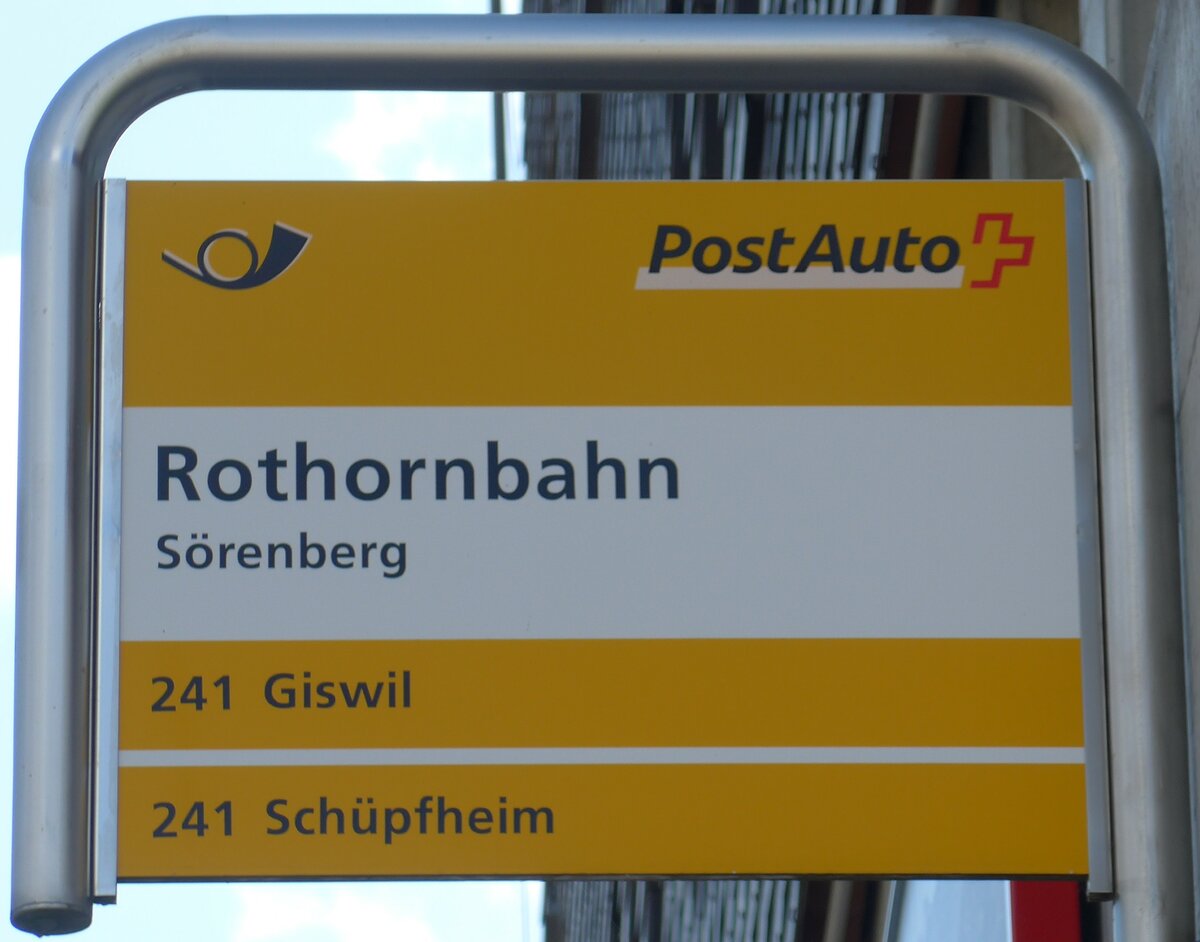 PostAuto
Rothornbahn
Sörenberg
241 Giswil
241 Schüpfheim